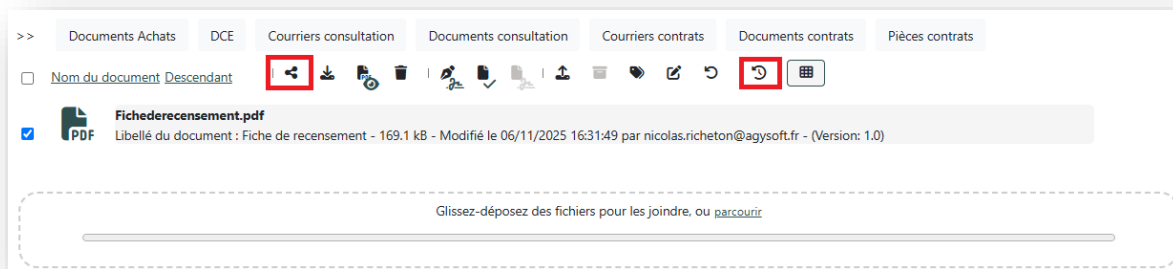 >> Documents Achats DCE Courriers consultation Documents consultation Courriers contrats Documents contrats Pièces contrats
Nom du document Descendant
PDF
Fichederecensement.pdf
PDF Libellé du document : Fiche de recensement - 169.1 kB - Modifié le 06/11/2025 16:31:49 par nicolas.richeton@agysoft.fr - (Version: 1.0)
Glissez-déposez des fichiers pour les joindre, ou parcourir